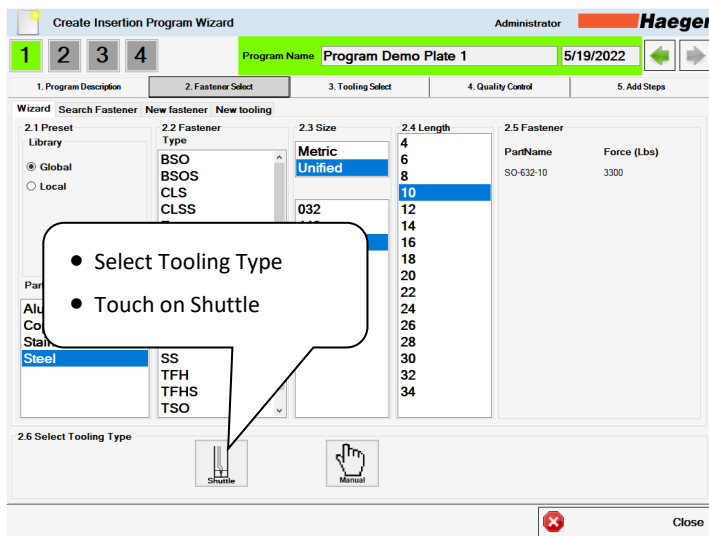 Create Insertion Program Wizard
Administrator
Haeger
1 2 3 4
Program Name Program Demo Plate 1 5/19/2022
1. Program Description 2. Fastener Select 3. Tooling Select 4. Quality Control 5. Add Steps
Wizard Search Fastener New fastener New tooling
2.1 Preset
Library
Global
Local
2.2 Fastener
Type
BSO
BSOS
CLS
CLSS
SS
TFH
TFHS
TSO
2.3 Size
Metric
Unified
032
2.4 Length
4
6
8
10
12
14
16
18
20
22
24
26
28
30
32
34
2.5 Fastener
PartName Force (Lbs)
SO-632-10 3300
Steel
• Select Tooling Type
• Touch on Shuttle
2.6 Select Tooling Type
Shuttle
Manual
Close